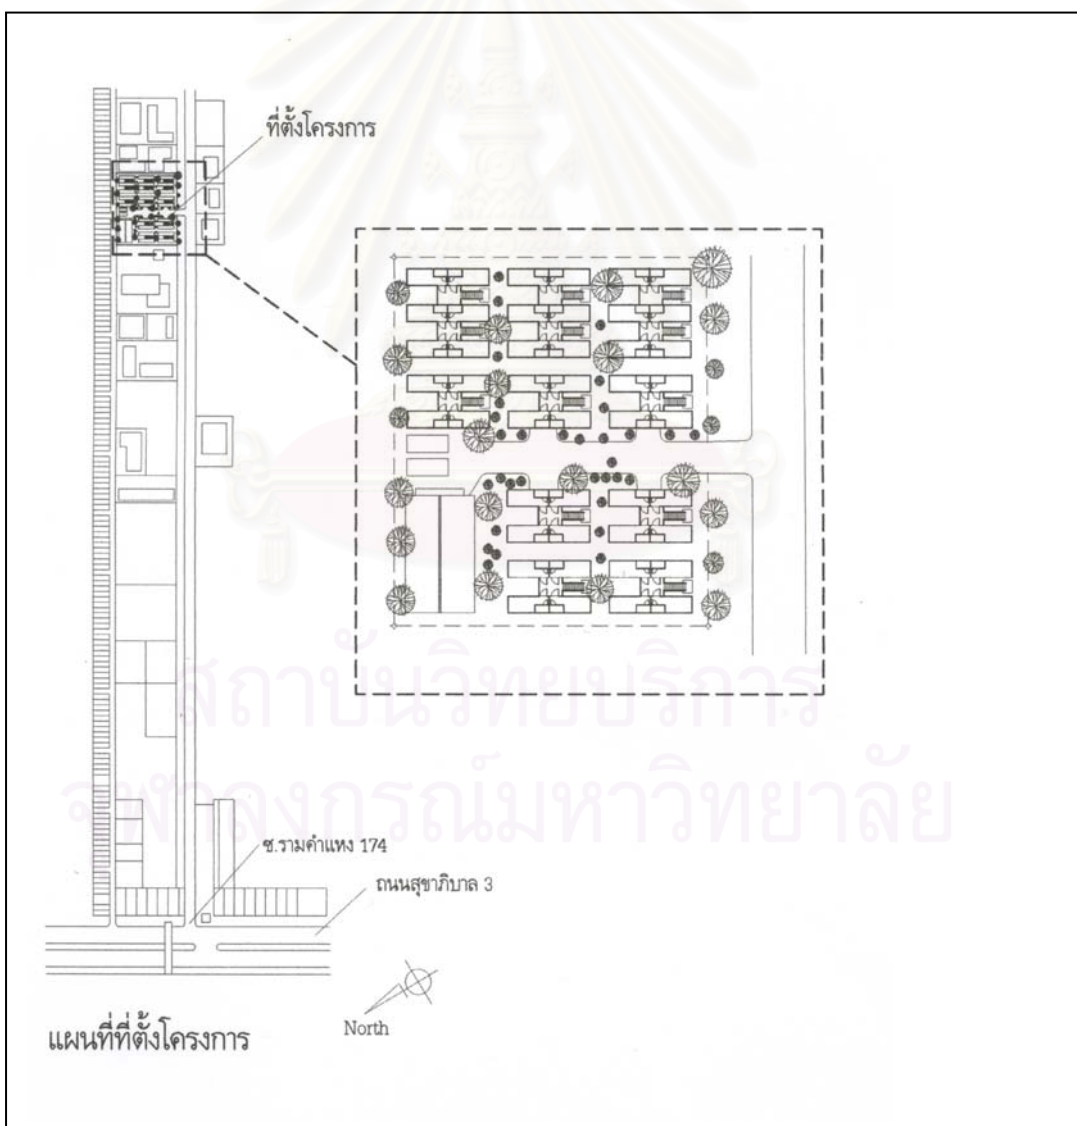 ที่ตั้งโครงการ
สถาบันวิทยบริการ
จุฬาลงกรณ์มหาวิทยาลัย
ซ.รามคำแหง 174
ถนนสุขาภิบาล 3
North
แผนที่ที่ตั้งโครงการ